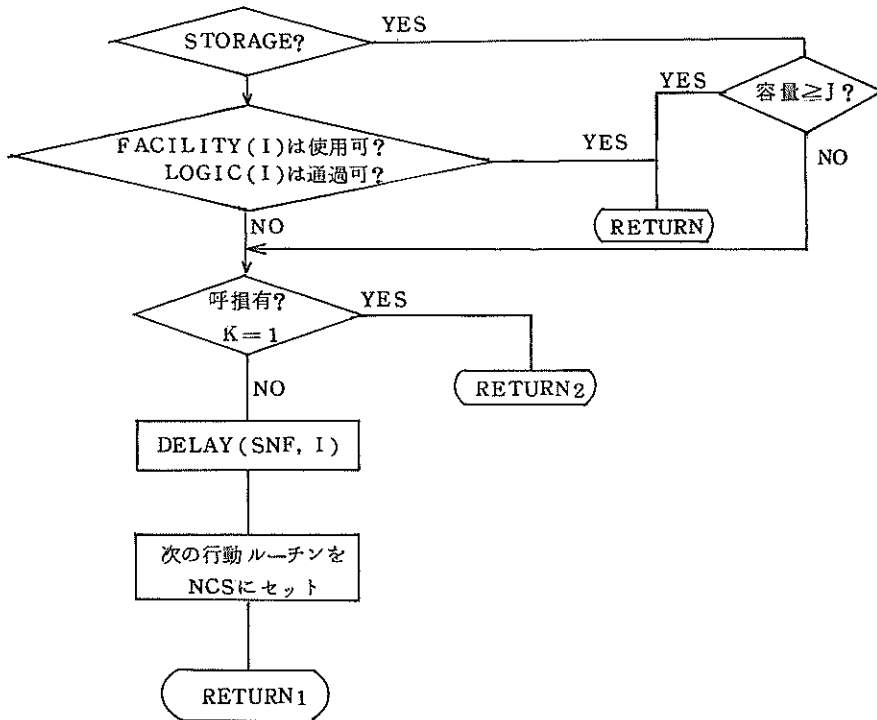 STORAGE?
YES
容量≧J?
YES
NO
FACILITY(I)は使用可?
LOGIC(I)は通過可?
YES
RETURN
NO
呼損有?
K=1
YES
RETURN2
NO
DELAY(SNF, I)
次の行動ルーチンを
NCSにセット
RETURN1